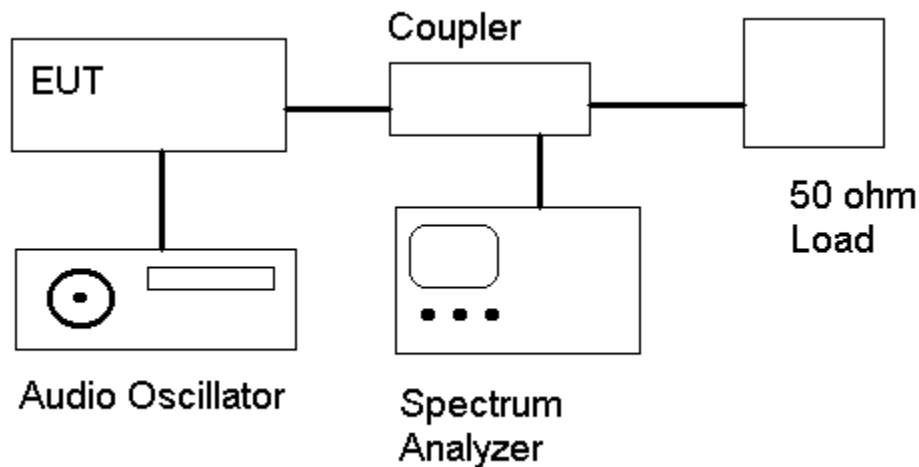 Coupler
EUT
50 ohm
Load
Audio Oscillator
Spectrum
Analyzer